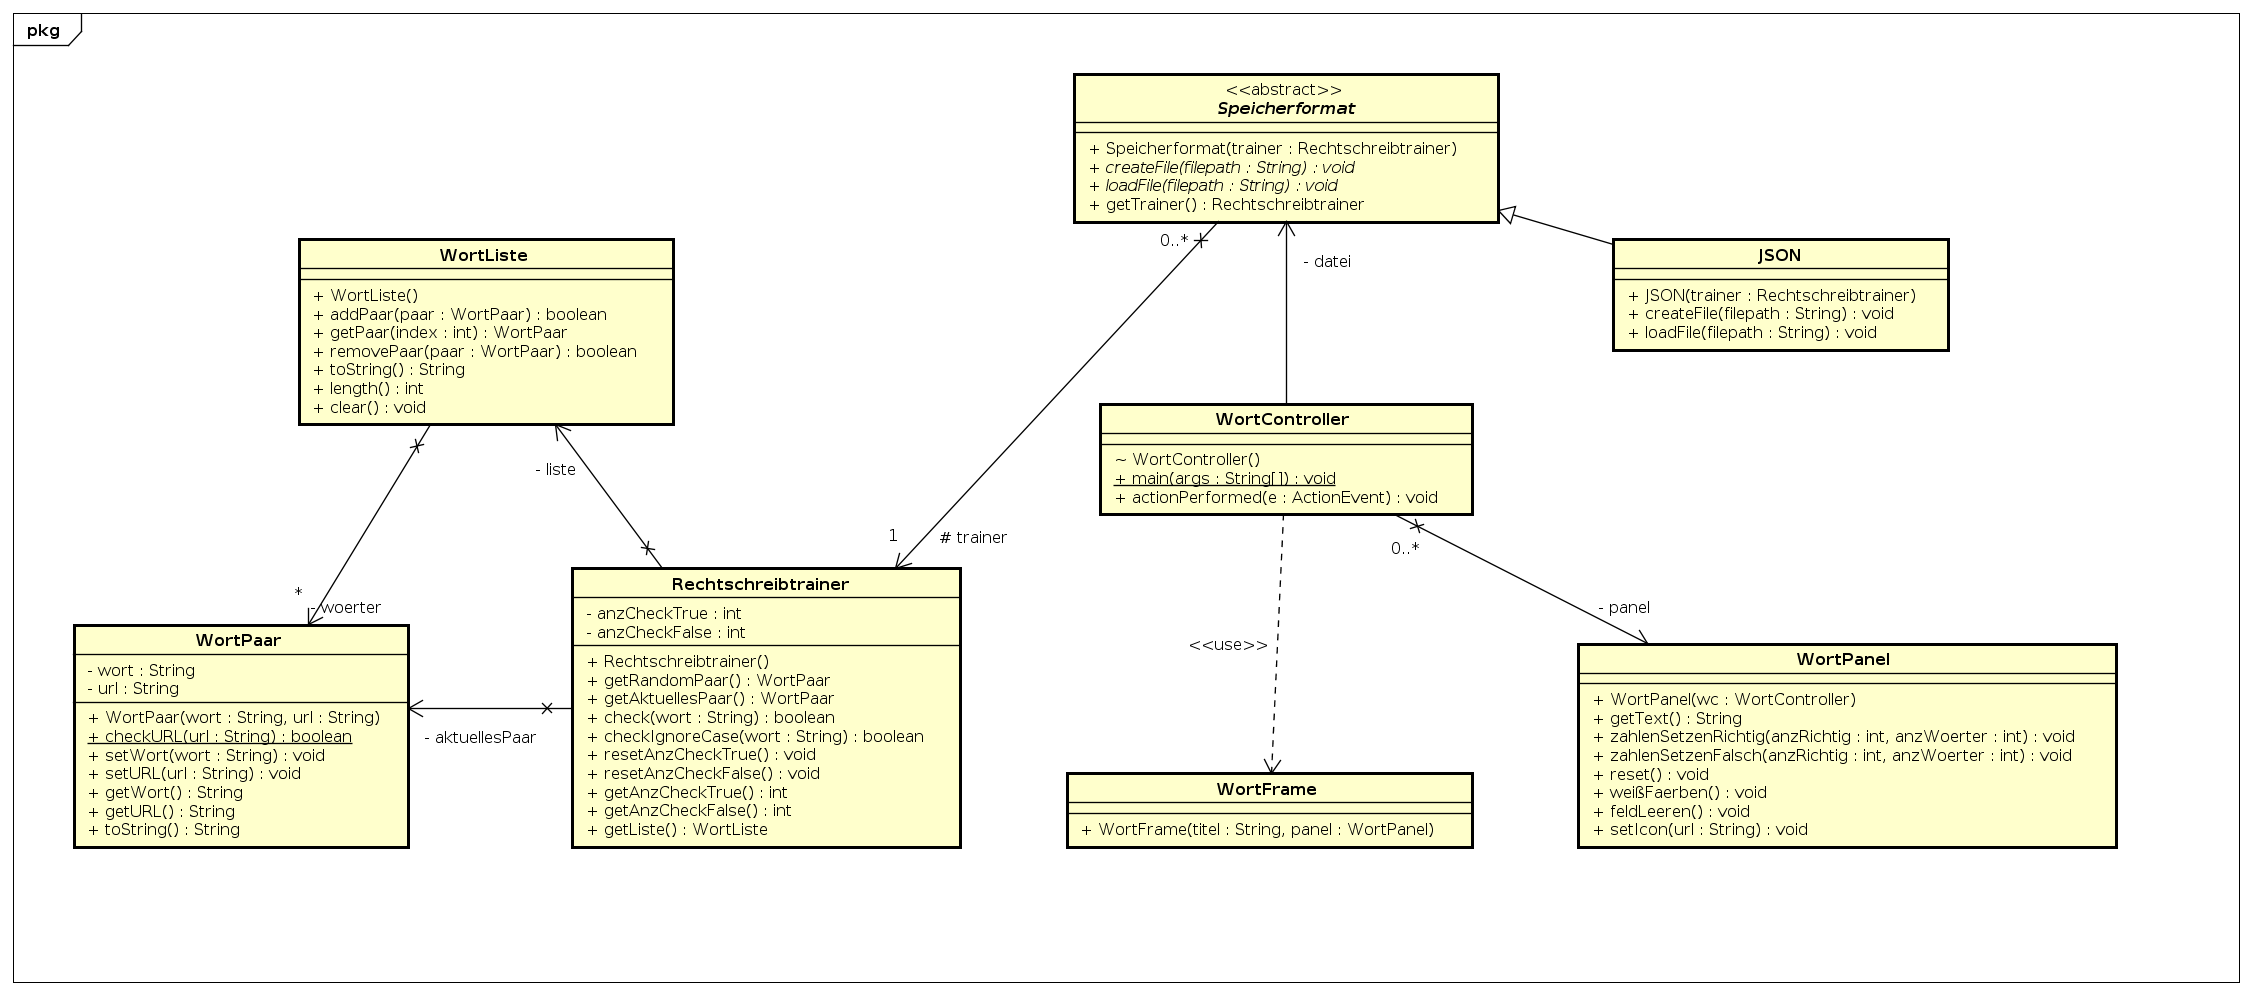 pkg
<<abstract>>
Speicherformat
+ Speicherformat(trainer : Rechtschreibtrainer)
+ createFile(filepath : String) : void
+ loadFile(filepath : String) : void
+ getTrainer() : Rechtschreibtrainer
0..*
- datei
JSON
+ JSON(trainer : Rechtschreibtrainer)
+ createFile(filepath : String) : void
+ loadFile(filepath : String) : void
WortListe
+ WortListe()
+ addPaar(paar : WortPaar) : boolean
+ getPaar(index : int) : WortPaar
+ removePaar(paar : WortPaar) : boolean
+ toString() : String
+ length() : int
+ clear() : void
- liste
WortController
~ WortController()
+ main(args : String[]) : void
+ actionPerformed(e : ActionEvent) : void
0..*
1
# trainer
*
- woerter
- panel
<<use>>
WortPaar
- wort : String
- url : String
+ WortPaar(wort : String, url : String)
+ checkURL(url : String) : boolean
+ setWort(wort : String) : void
+ setURL(url : String) : void
+ getWort() : String
+ getURL() : String
+ toString() : String
- aktuellesPaar
Rechtschreibtrainer
- anzCheckTrue : int
- anzCheckFalse : int
+ Rechtschreibtrainer()
+ getRandomPaar() : WortPaar
+ getAktuellesPaar() : WortPaar
+ check(wort : String) : boolean
+ checkIgnoreCase(wort : String) : boolean
+ resetAnzCheckTrue() : void
+ resetAnzCheckFalse() : void
+ getAnzCheckTrue() : int
+ getAnzCheckFalse() : int
+ getListe() : WortListe
WortFrame
+ WortFrame(titel : String, panel : WortPanel)
WortPanel
+ WortPanel(wc : WortController)
+ getText() : String
+ zahlenSetzenRichtig(anzRichtig : int, anzWoerter : int) : void
+ zahlenSetzenFalsch(anzRichtig : int, anzWoerter : int) : void
+ reset() : void
+ weißFaerben() : void
+ feldLeeren() : void
+ setIcon(url : String) : void